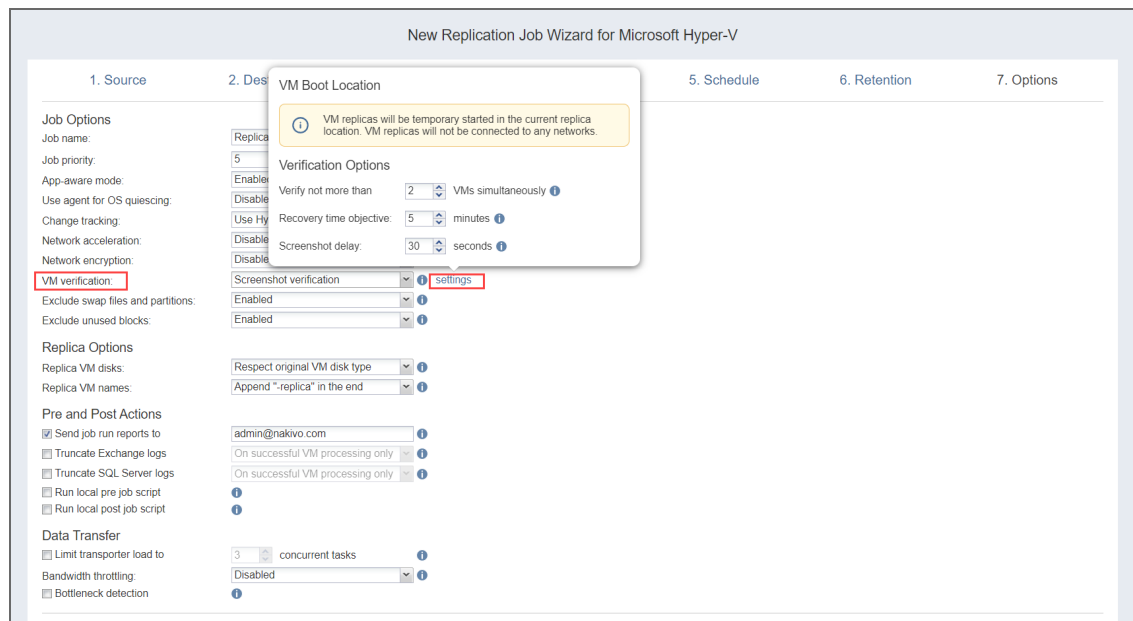 New Replication Job Wizard for Microsoft Hyper-V
1. Source
2. Des
5. Schedule
6. Retention
7. Options
VM Boot Location
VM replicas will be temporary started in the current replica
location. VM replicas will not be connected to any networks.
Verification Options
Verify not more than 2 VMs simultaneously
Recovery time objective: 5 minutes
Screenshot delay: 30 seconds
Job Options
Job name: Replica
Job priority: 5
App-aware mode: Enable
Use agent for OS quiescing: Disable
Change tracking: Use Hy
Network acceleration: Disable
Network encryption: Disable
VM verification: Screenshot verification settings
Exclude swap files and partitions: Enabled
Exclude unused blocks: Enabled
Replica Options
Replica VM disks: Respect original VM disk type
Replica VM names: Append "-replica" in the end
Pre and Post Actions
Send job run reports to admin@nakivo.com
Truncate Exchange logs On successful VM processing only
Truncate SQL Server logs On successful VM processing only
Run local pre job script
Run local post job script
Data Transfer
Limit transporter load to 3 concurrent tasks
Bandwidth throttling: Disabled
Bottleneck detection